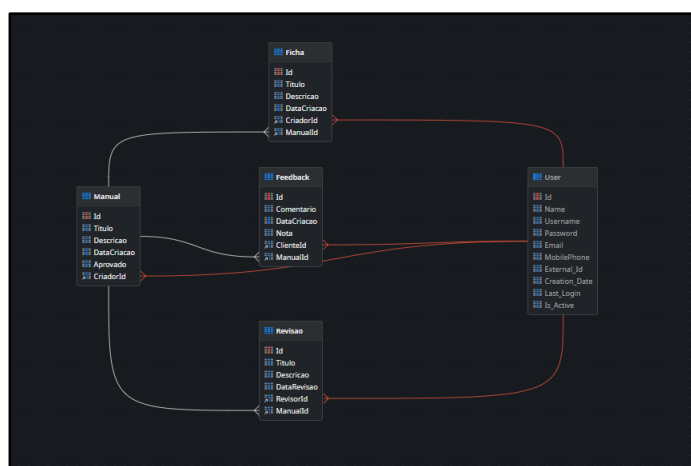 Ficha
Id
Titulo
Descricao
DataCriacao
CriadorId
ManualId
Manual
Id
Titulo
Descricao
DataCriacao
Aprovado
CriadorId
Feedback
Id
Comentario
DataCriacao
Nota
ClienteId
ManualId
User
Id
Name
Username
Password
Email
MobilePhone
External_Id
Creation_Date
Last_Login
Is_Active
Revisao
Id
Titulo
Descricao
DataRevisao
RevisorId
ManualId